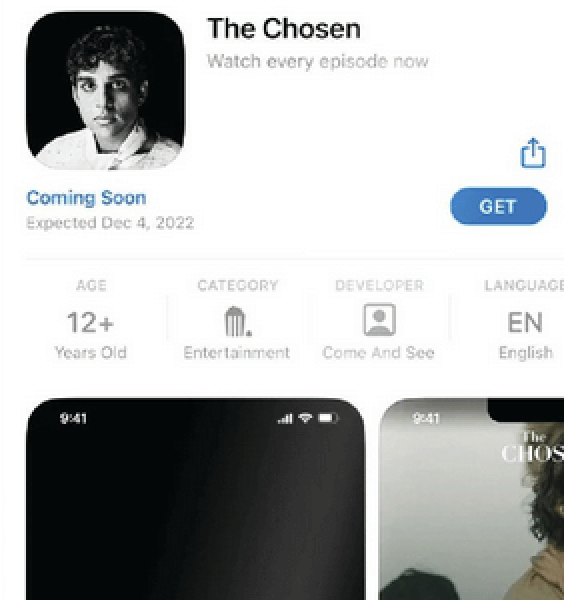 The Chosen
Watch every episode now
Coming Soon
Expected Dec 4, 2022
GET
AGE
CATEGORY
DEVELOPER
LANGUAGE
12+
EN
Years Old
Entertainment
Come And See
English
9:41
9:41
The
CHOS